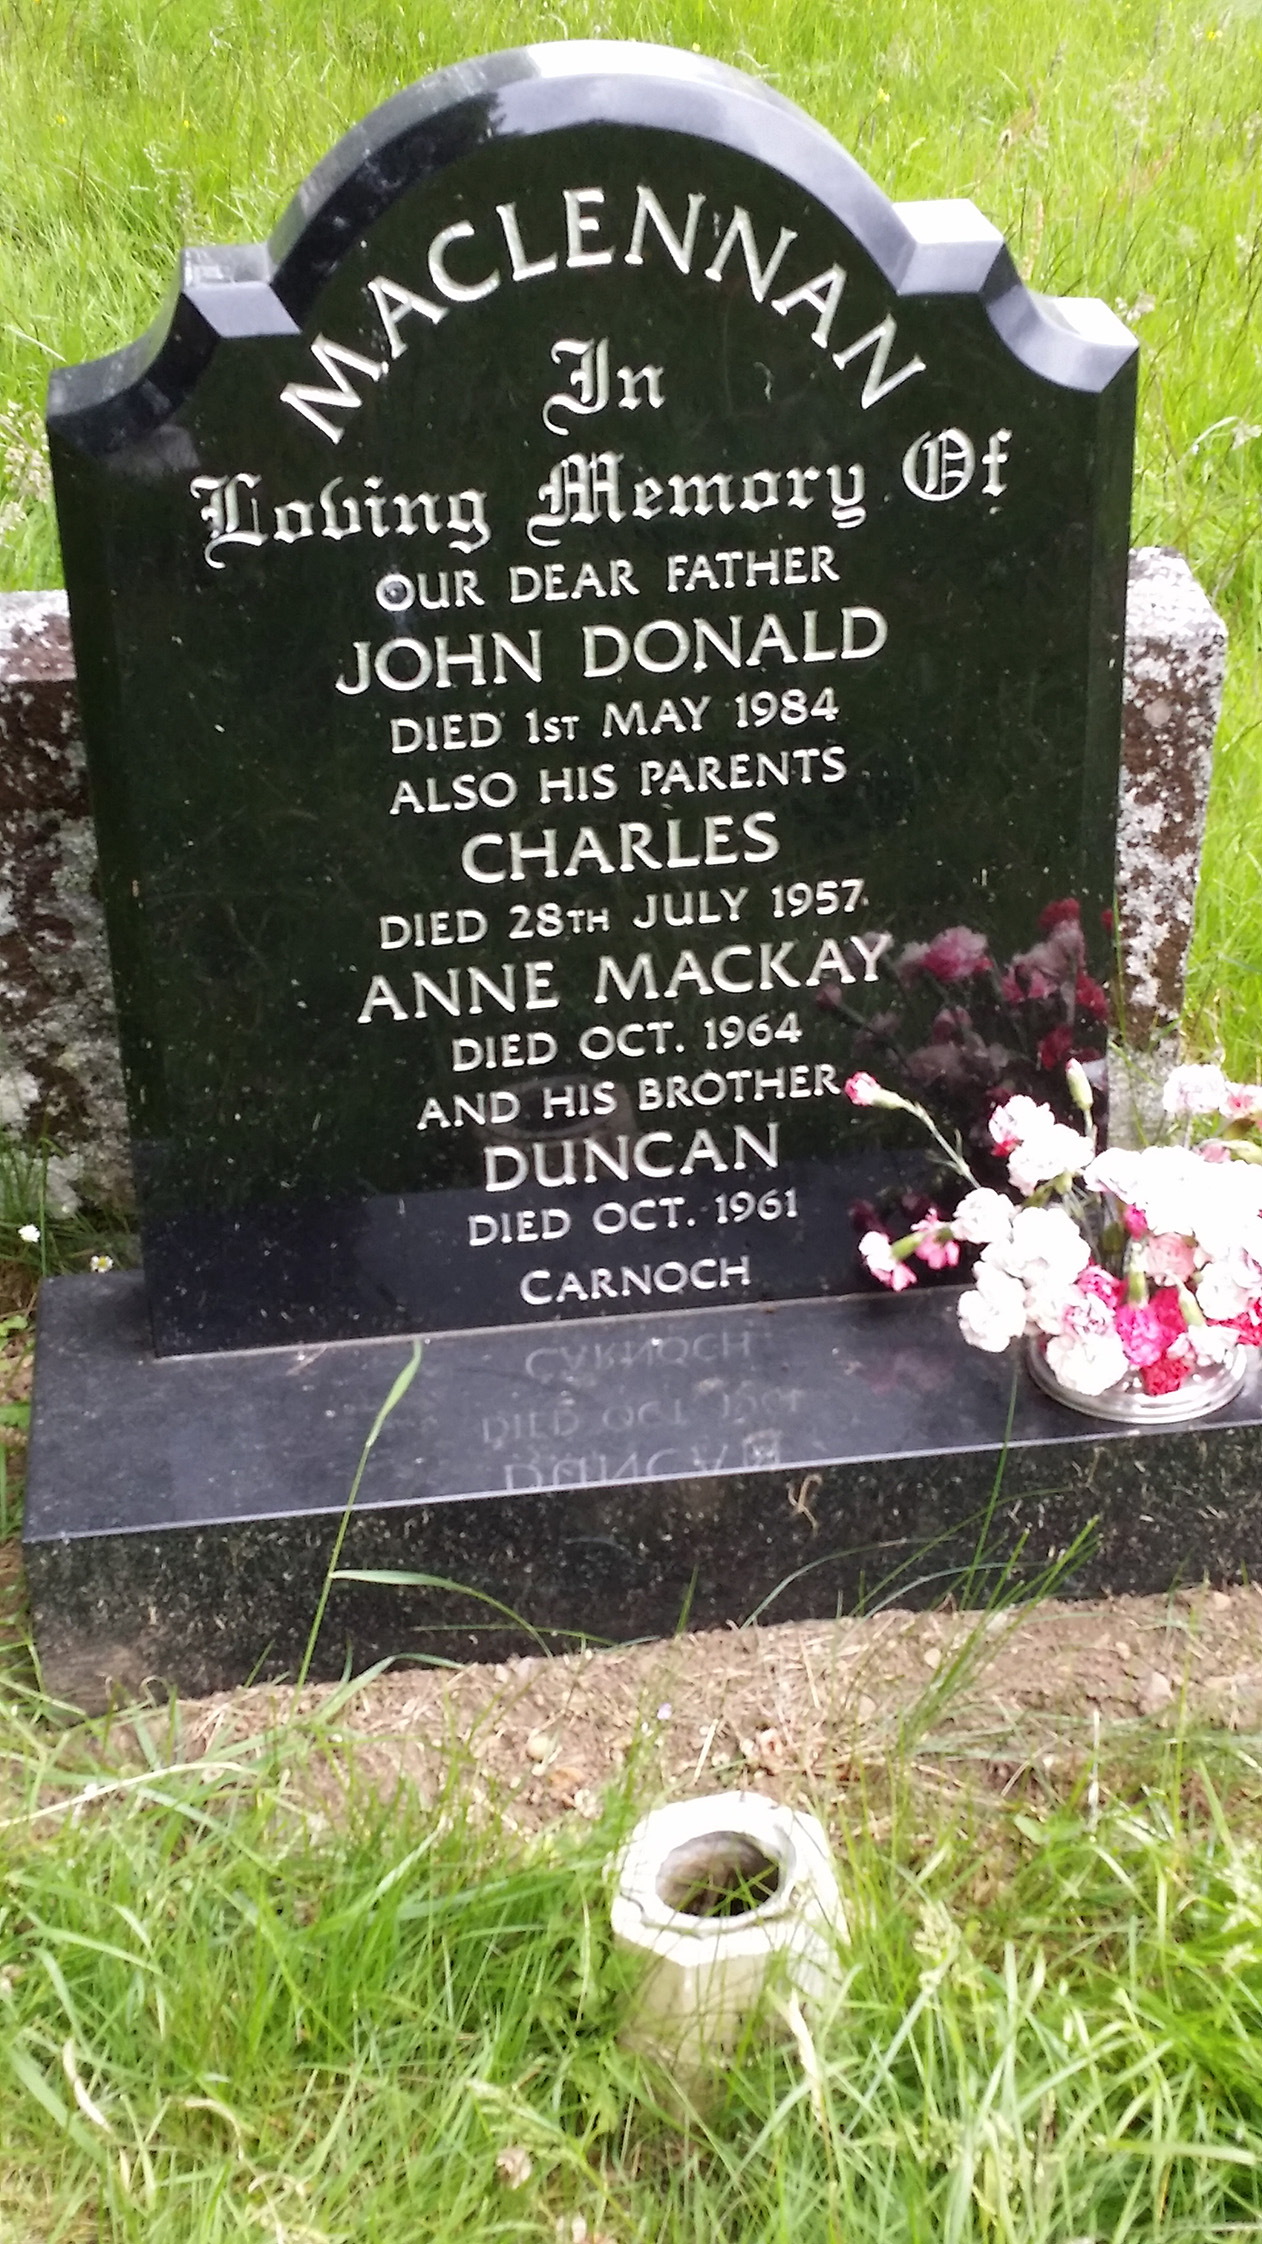 MACLENNAN
In
Loving Memory Of
OUR DEAR FATHER
JOHN DONALD
DIED 1ST MAY 1984
ALSO HIS PARENTS
CHARLES
DIED 28TH JULY 1957.
ANNE MACKAY
DIED OCT. 1964
AND HIS BROTHER
DUNCAN
DIED OCT. 1961
CARNOCH